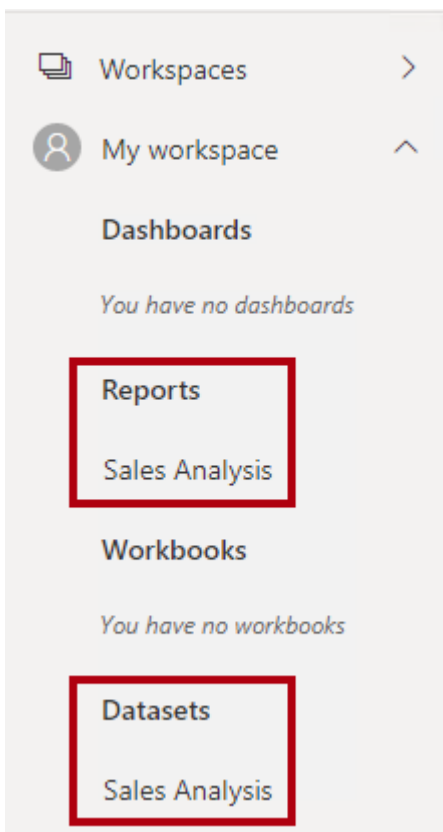 Workspaces
My workspace
Dashboards
You have no dashboards
Reports
Sales Analysis
Workbooks
You have no workbooks
Datasets
Sales Analysis